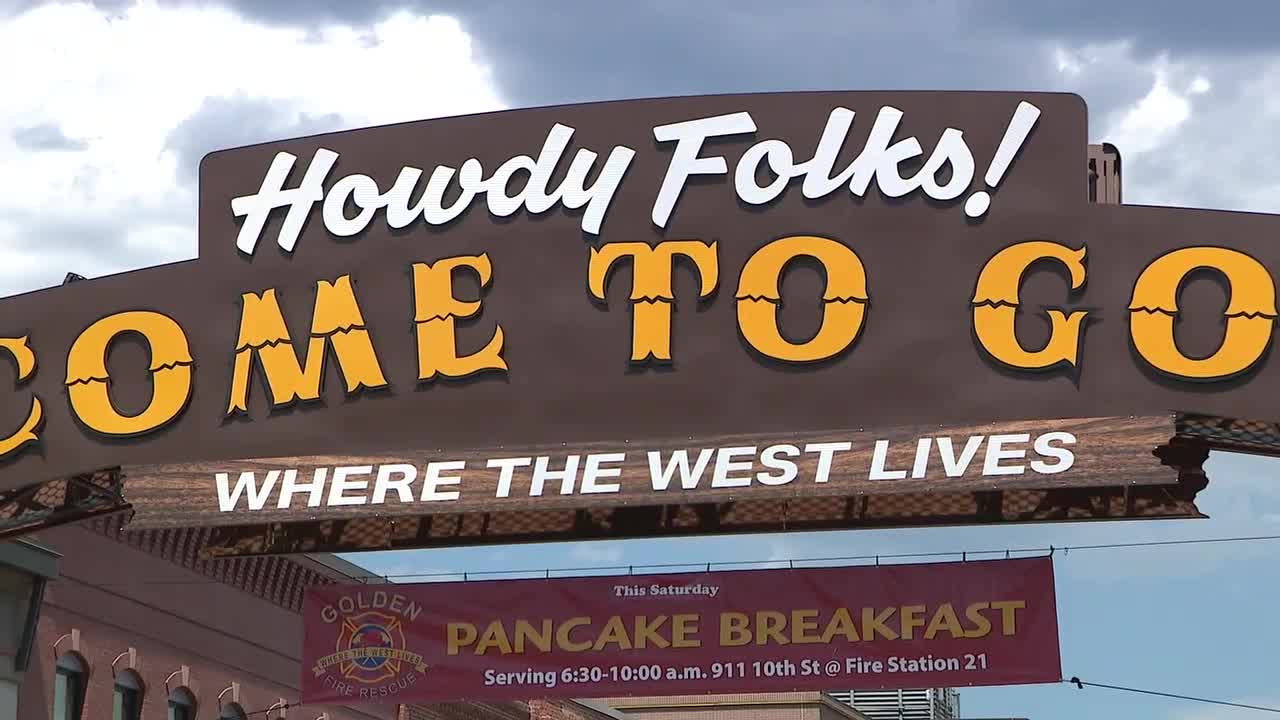 Howdy Folks!
COME TO GO
WHERE THE WEST LIVES
This Saturday
GOLDEN
PANCAKE BREAKFAST
WHERE THE WEST LIVES
Serving 6:30-10:00 a.m. 911 10th St @ Fire Station 21
FIRE RESCUE